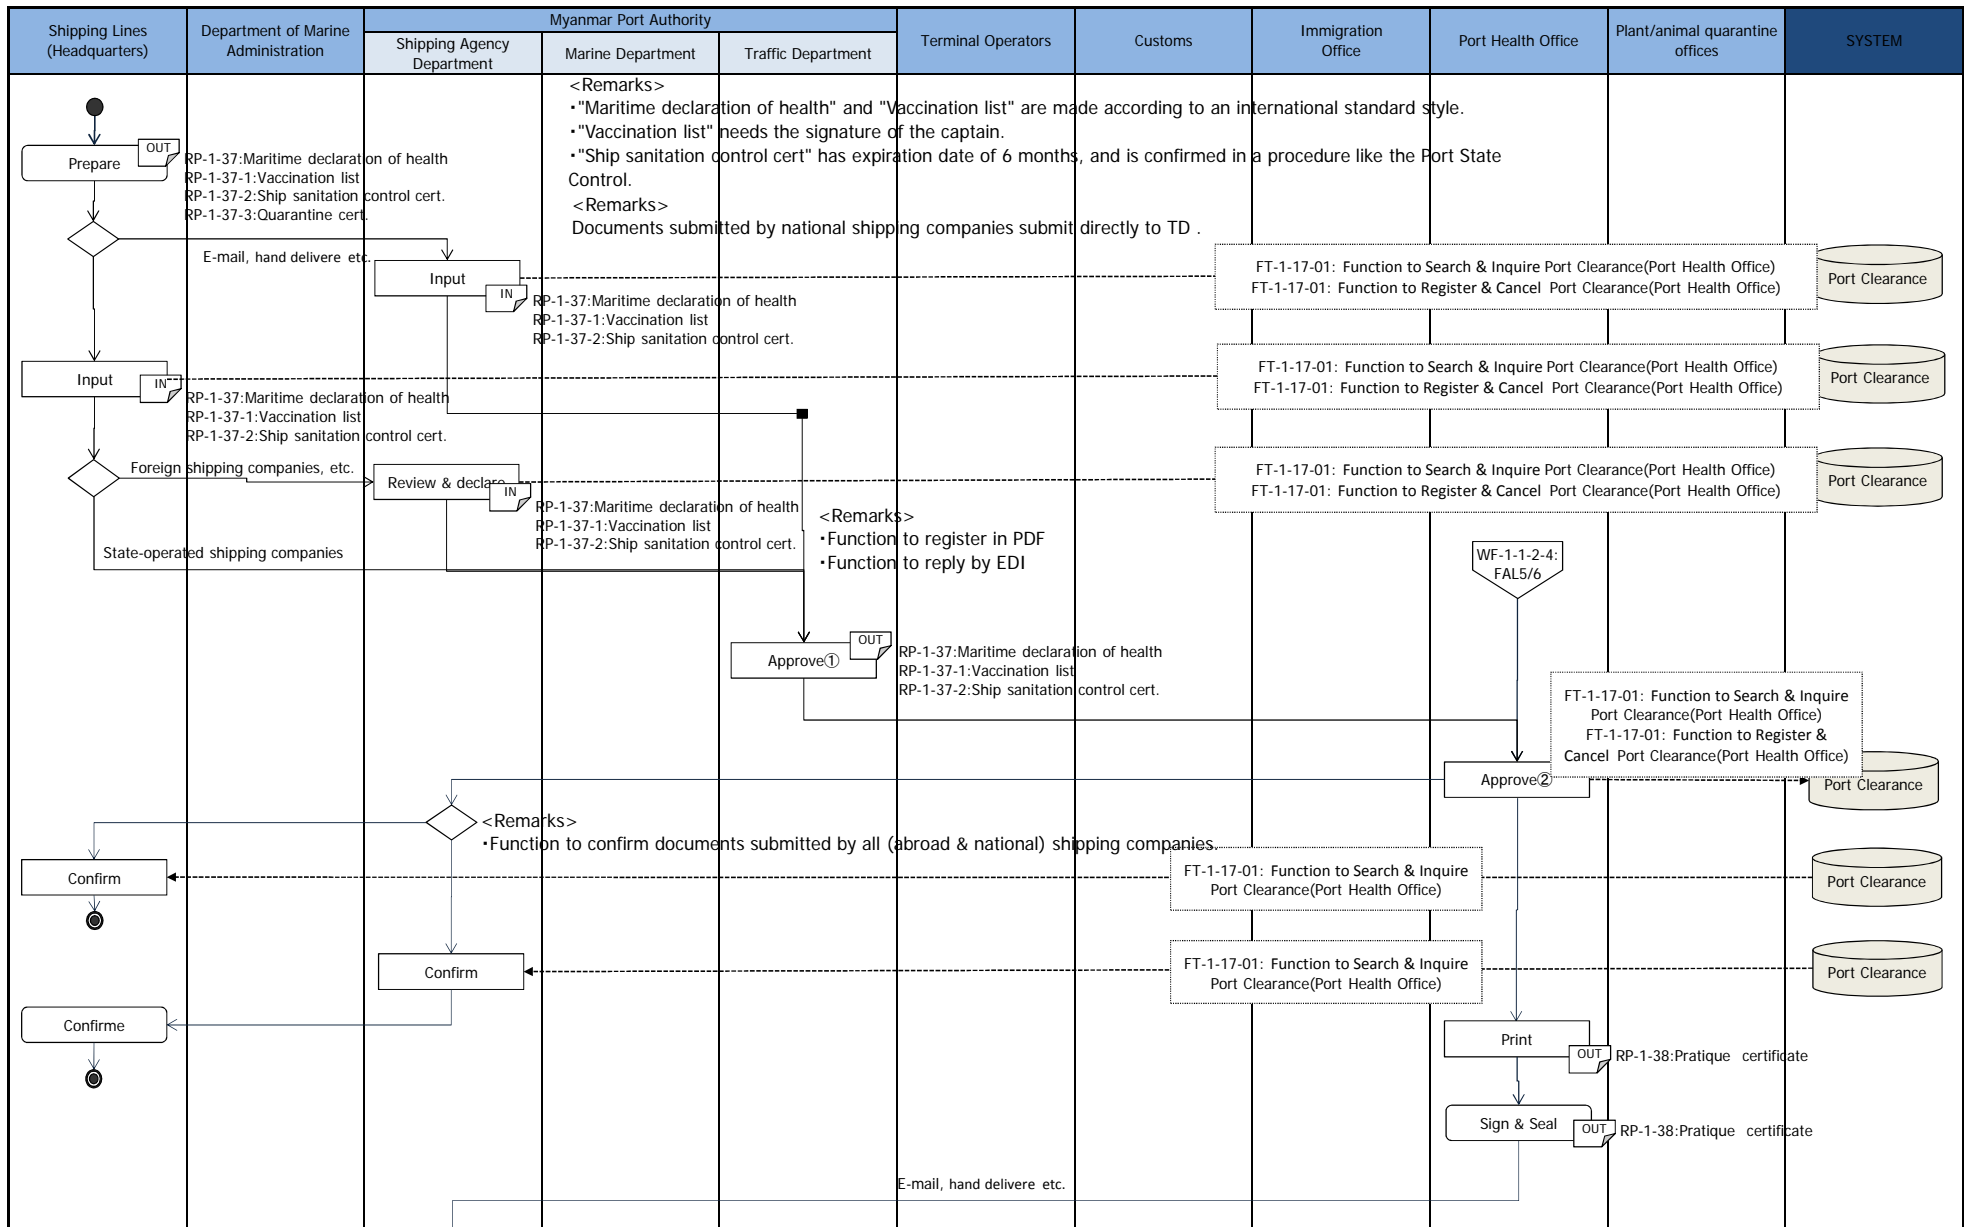 Shipping Lines
(Headquarters)
Department of Marine
Administration
Myanmar Port Authority
Shipping Agency
Department
Marine Department
Traffic Department
Terminal Operators
Customs
Immigration
Office
Port Health Office
Plant/animal quarantine
offices
SYSTEM
<Remarks>
・"Maritime declaration of health" and "Vaccination list" are made according to an international standard style.
・"Vaccination list" needs the signature of the captain.
・"Ship sanitation control cert" has expiration date of 6 months, and is confirmed in a procedure like the Port State
Control.
<Remarks>
Documents submitted by national shipping companies submit directly to TD .
Prepare
OUT
RP-1-37:Maritime declaration of health
RP-1-37-1:Vaccination list
RP-1-37-2:Ship sanitation control cert.
RP-1-37-3:Quarantine cert.
E-mail, hand delivere etc.
Input
IN
RP-1-37:Maritime declaration of health
RP-1-37-1:Vaccination list
RP-1-37-2:Ship sanitation control cert.
FT-1-17-01: Function to Search & Inquire Port Clearance(Port Health Office)
FT-1-17-01: Function to Register & Cancel Port Clearance(Port Health Office)
Port Clearance
Input
IN
RP-1-37:Maritime declaration of health
RP-1-37-1:Vaccination list
RP-1-37-2:Ship sanitation control cert.
FT-1-17-01: Function to Search & Inquire Port Clearance(Port Health Office)
FT-1-17-01: Function to Register & Cancel Port Clearance(Port Health Office)
Port Clearance
Foreign shipping companies, etc.
Review & declare
IN
RP-1-37:Maritime declaration of health
RP-1-37-1:Vaccination list
RP-1-37-2:Ship sanitation control cert.
FT-1-17-01: Function to Search & Inquire Port Clearance(Port Health Office)
FT-1-17-01: Function to Register & Cancel Port Clearance(Port Health Office)
Port Clearance
State-operated shipping companies
<Remarks>
・Function to register in PDF
・Function to reply by EDI
WF-1-1-2-4:
FAL5/6
Approve①
OUT
RP-1-37:Maritime declaration of health
RP-1-37-1:Vaccination list
RP-1-37-2:Ship sanitation control cert.
FT-1-17-01: Function to Search & Inquire
Port Clearance(Port Health Office)
FT-1-17-01: Function to Register &
Cancel Port Clearance(Port Health Office)
Approve②
Port Clearance
<Remarks>
・Function to confirm documents submitted by all (abroad & national) shipping companies.
Confirm
FT-1-17-01: Function to Search & Inquire
Port Clearance(Port Health Office)
Port Clearance
Confirm
FT-1-17-01: Function to Search & Inquire
Port Clearance(Port Health Office)
Port Clearance
Confirme
Print
OUT
RP-1-38:Pratique certificate
Sign & Seal
OUT
RP-1-38:Pratique certificate
E-mail, hand delivere etc.